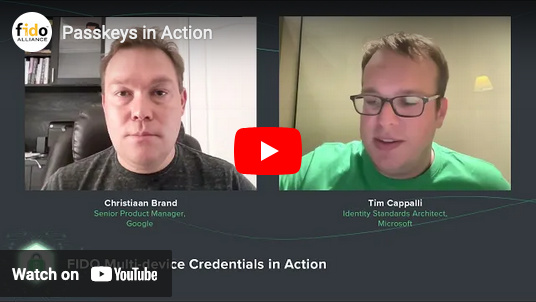 fido
ALLIANCE
Passkeys in Action
Christiaan Brand
Senior Product Manager,
Google
Tim Cappalli
Identity Standards Architect,
Microsoft
FIDO Multi-device Credentials in Action
Watch on YouTube